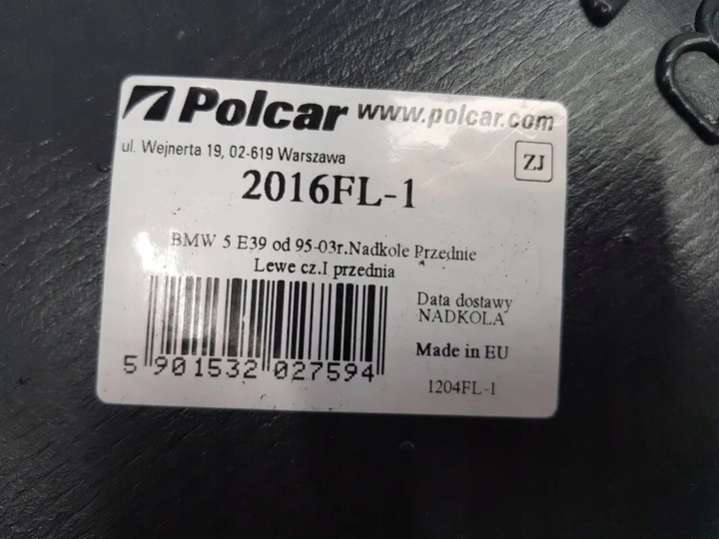 Polcar www.polcar.com
ul. Wejnerta 19, 02-619 Warszawa
ZJ
2016FL-1
BMW 5 E39 od 95-03r.Nadkole Przednie
Lewe cz.I przednia
Data dostawy
NADKOLA
Made in EU
1204FL-1
5 901532 027594